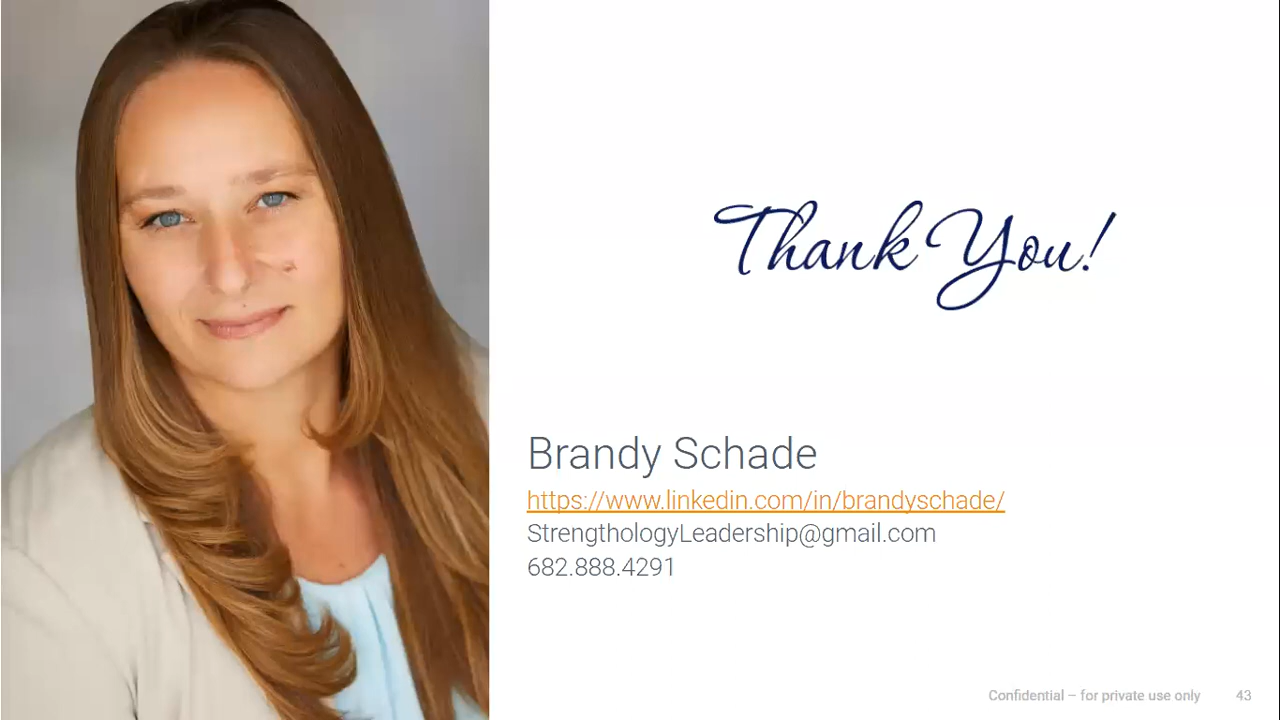 Thank You!
Brandy Schade
https://www.linkedin.com/in/brandyschade/
StrengthologyLeadership@gmail.com
682.888.4291
Confidential – for private use only 43